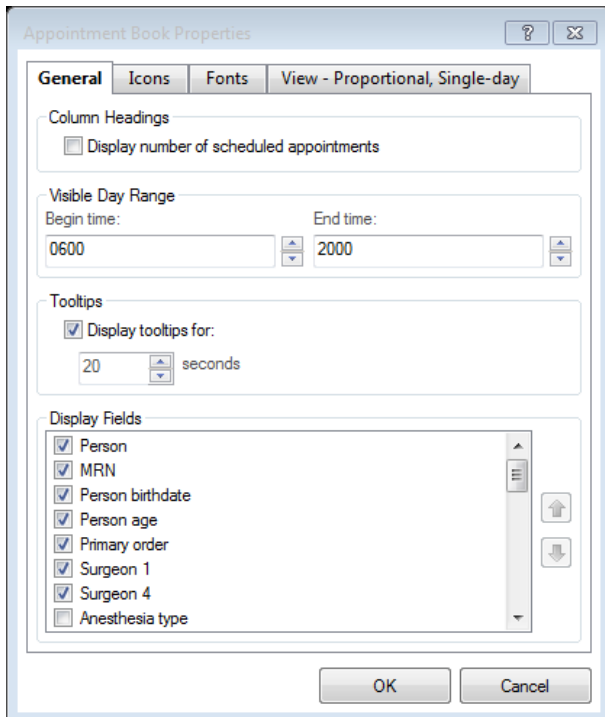 Appointment Book Properties
General Icons Fonts View - Proportional, Single-day
Column Headings
Display number of scheduled appointments
Visible Day Range
Begin time: End time:
0600 2000
Tooltips
Display tooltips for:
20 seconds
Display Fields
Person
MRN
Person birthdate
Person age
Primary order
Surgeon 1
Surgeon 4
Anesthesia type
OK Cancel